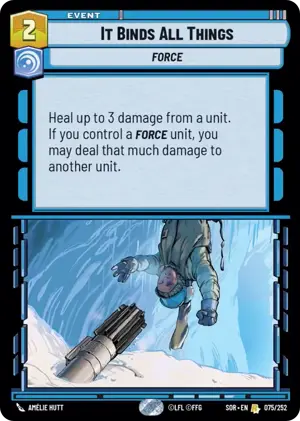 EVENT
2
IT BINDS ALL THINGS
FORCE
Heal up to 3 damage from a unit.
If you control a FORCE unit, you
may deal that much damage to
another unit.
AMÉLIE HUTT
©LFL ©FFG
SOR • EN
075/252